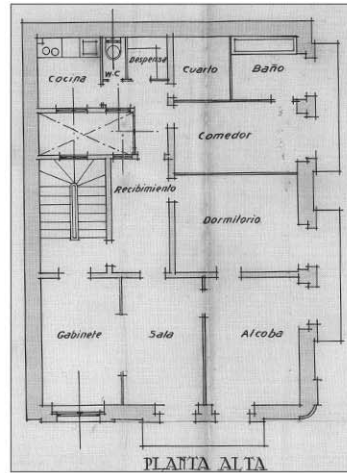 Cocina
W.C
Despensa
Cuarto
Baño
Comedor
Recibimiento
Dormitorio
Gabinete
Sala
Alcoba
PLANTA ALTA